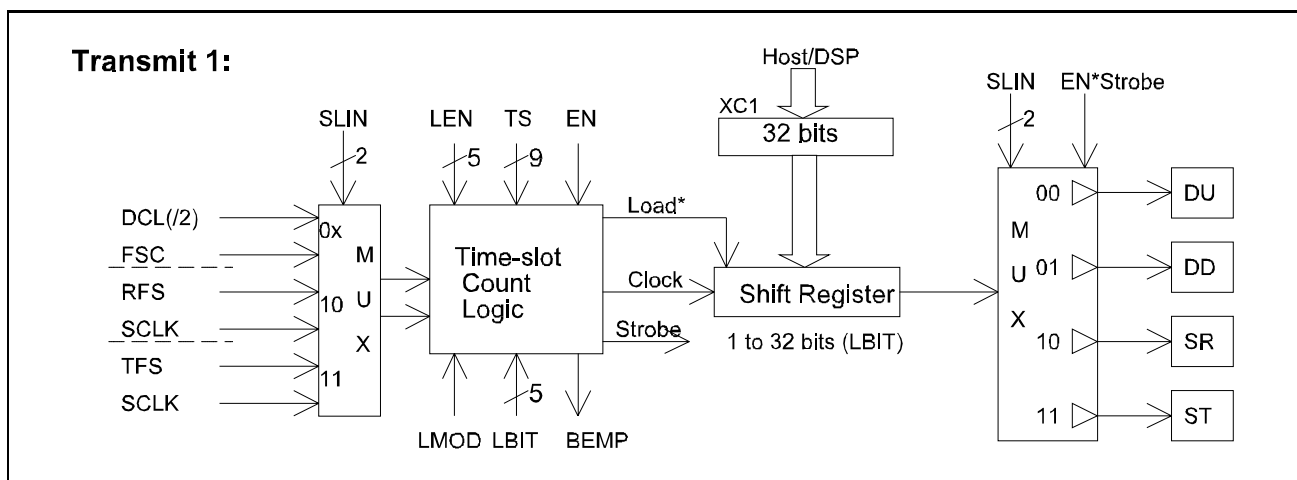 Transmit 1:
Host/DSP
SLIN
LEN
TS
EN
XC1
SLIN
EN*Strobe
2
5
9
32 bits
2
DCL(/2)
0x
FSC
RFS
10
SCLK
TFS
11
SCLK
M
U
X
Time-slot
Count
Logic
Load*
Clock
Strobe
Shift Register
1 to 32 bits (LBIT)
5
LMOD
LBIT
BEMP
M
U
X
00
DU
01
DD
10
SR
11
ST